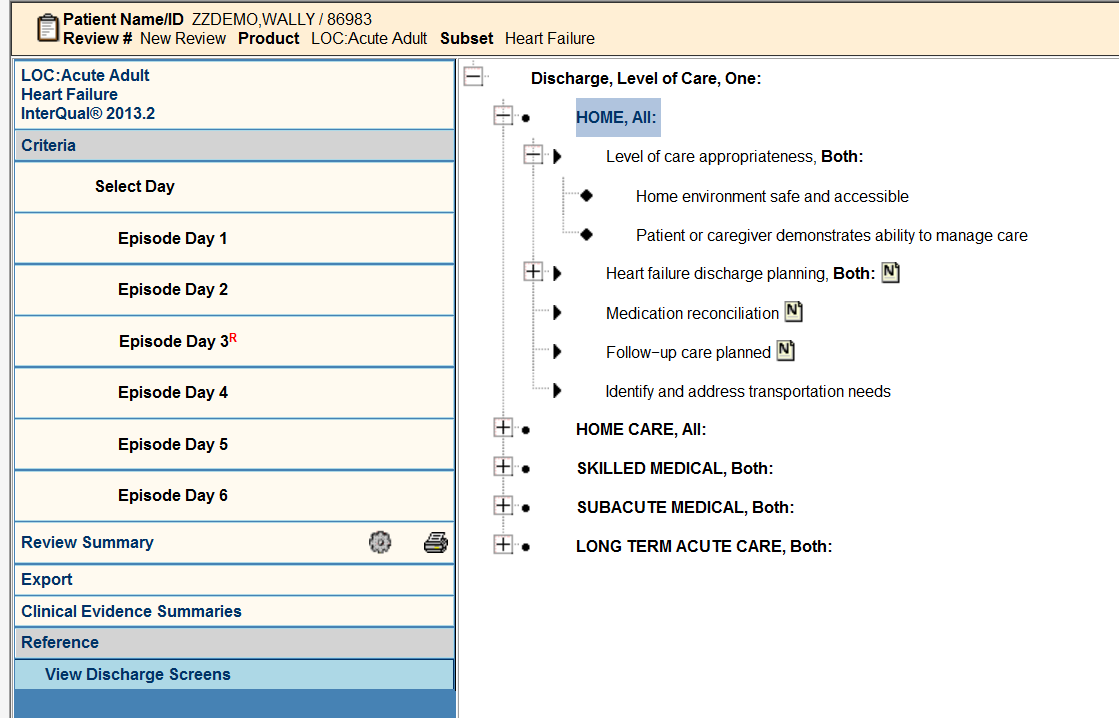 Patient Name/ID ZZDEMO,WALLY / 86983
Review # New Review Product LOC:Acute Adult Subset Heart Failure
LOC:Acute Adult
Heart Failure
InterQual® 2013.2
Criteria
Select Day
Episode Day 1
Episode Day 2
Episode Day 3R
Episode Day 4
Episode Day 5
Episode Day 6
Review Summary
Export
Clinical Evidence Summaries
Reference
View Discharge Screens
Discharge, Level of Care, One:
HOME, All:
Level of care appropriateness, Both:
Home environment safe and accessible
Patient or caregiver demonstrates ability to manage care
Heart failure discharge planning, Both: N
Medication reconciliation N
Follow-up care planned N
Identify and address transportation needs
HOME CARE, All:
SKILLED MEDICAL, Both:
SUBACUTE MEDICAL, Both:
LONG TERM ACUTE CARE, Both: